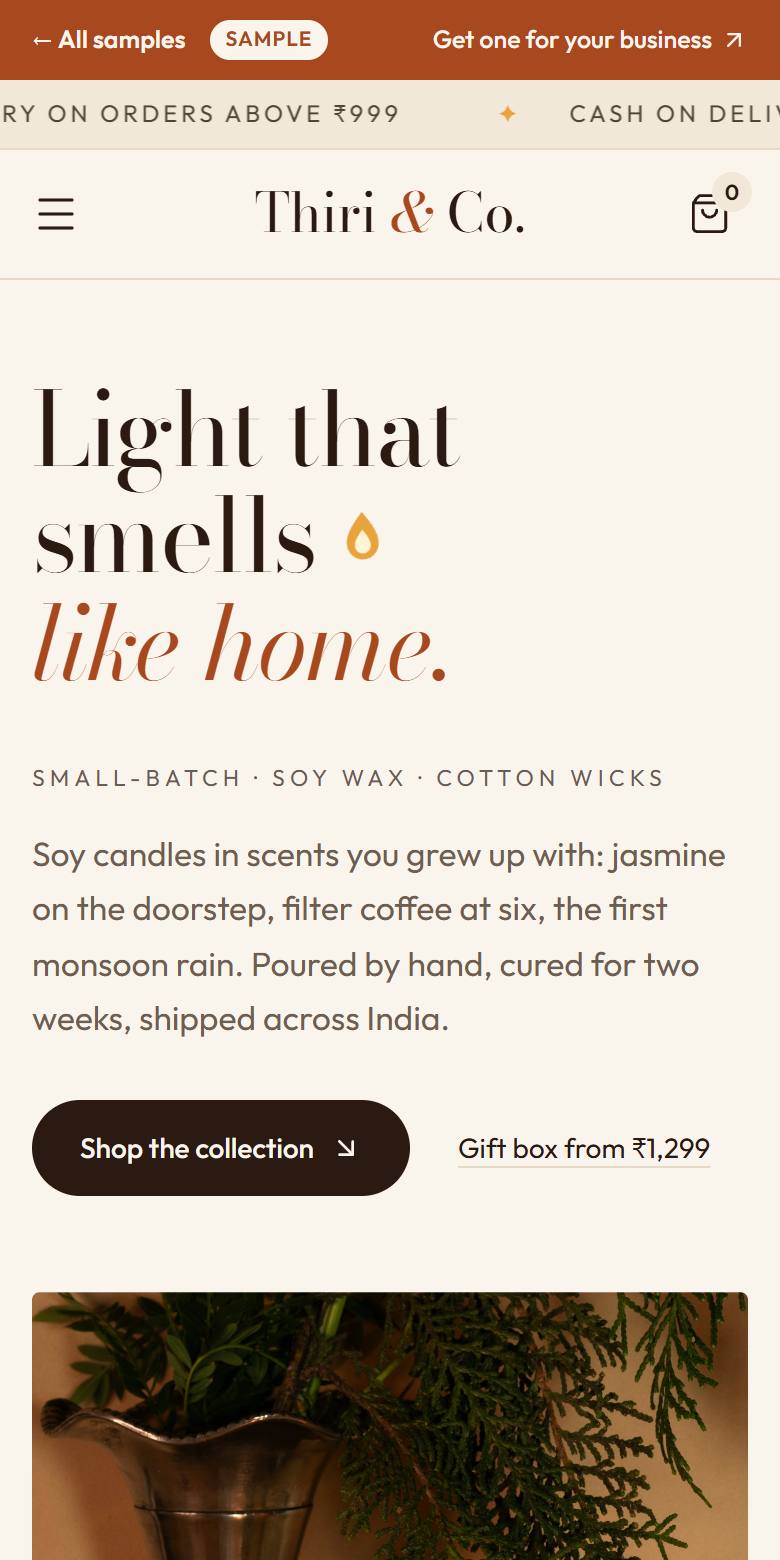 ← All samples SAMPLE Get one for your business ↗
RY ON ORDERS ABOVE ₹999 ✦ CASH ON DELIV
Thiri & Co. 0
Light that
smells
like home.
SMALL-BATCH · SOY WAX · COTTON WICKS
Soy candles in scents you grew up with: jasmine
on the doorstep, filter coffee at six, the first
monsoon rain. Poured by hand, cured for two
weeks, shipped across India.
Shop the collection ↘ Gift box from ₹1,299